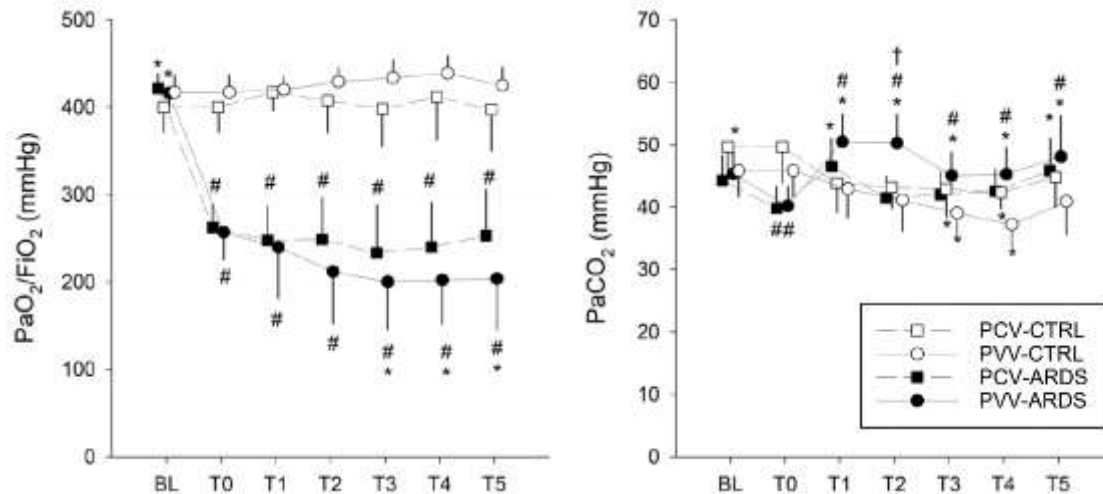 PaO2/FiO2 (mmHg)
500
400
300
200
100
0
* *
# # # # # #
# # # # # #
* * *
BL T0 T1 T2 T3 T4 T5
PaCO2 (mmHg)
70
60
50
40
30
20
10
0
†
# # # # #
* * * * * * * *
##
* * * *
PCV-CTRL
PVV-CTRL
PCV-ARDS
PVV-ARDS
BL T0 T1 T2 T3 T4 T5